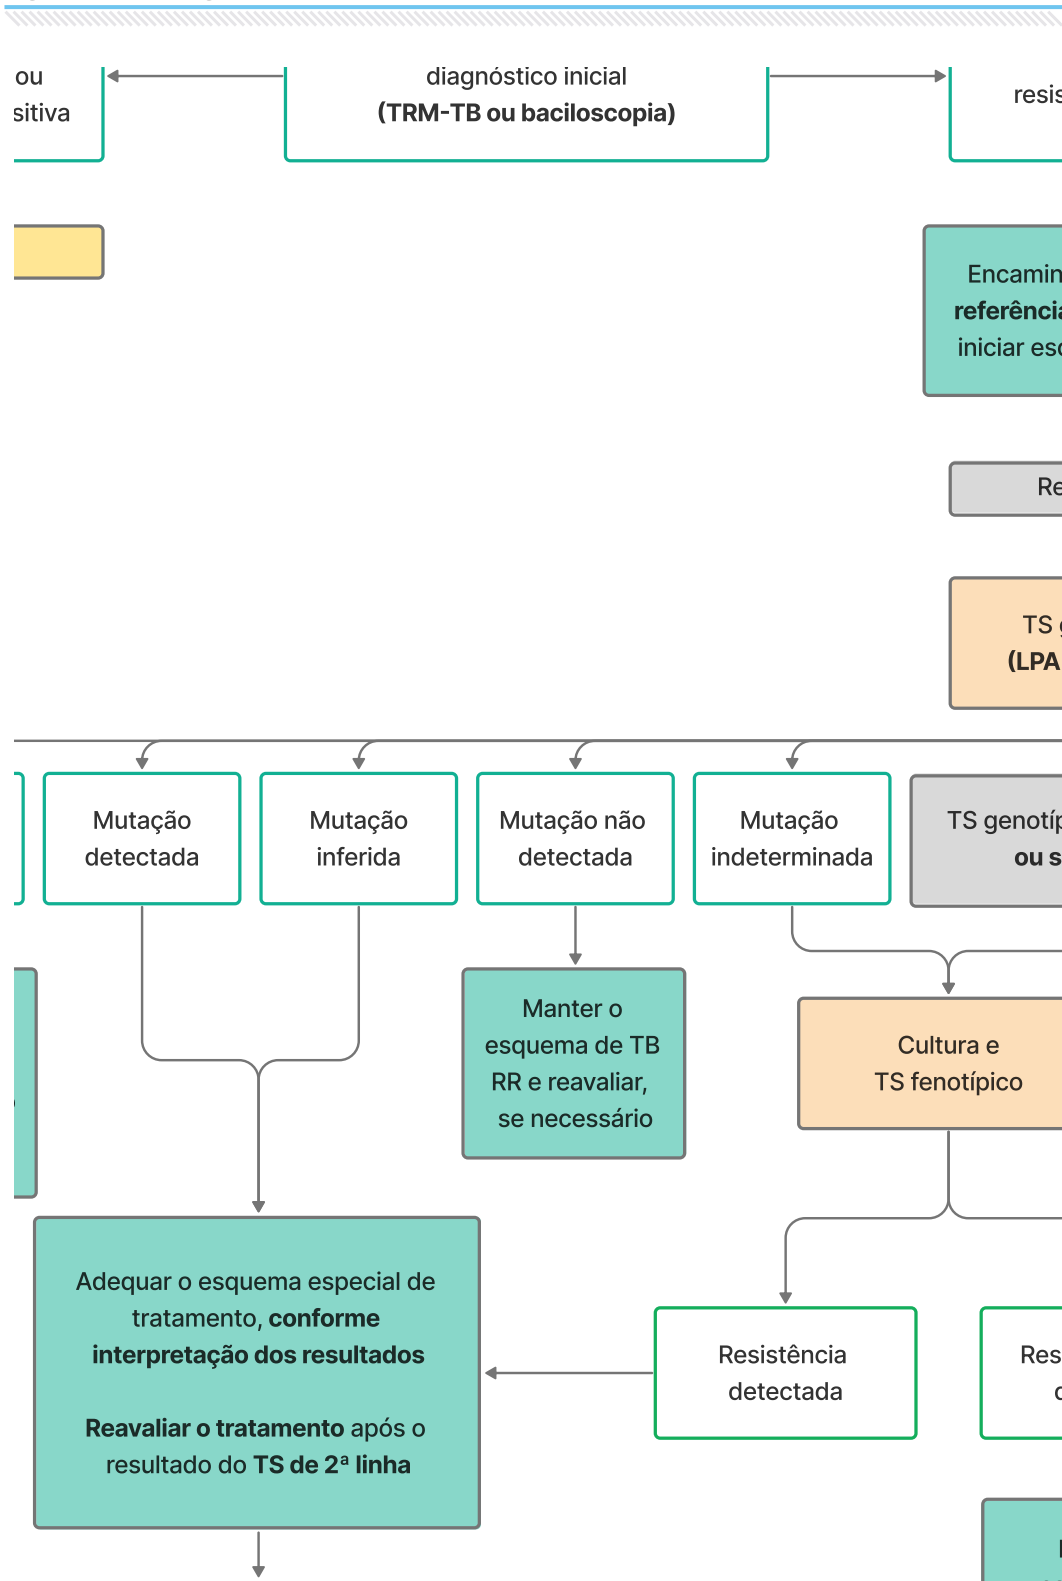 ou
sitiva
diagnóstico inicial
(TRM-TB ou baciloscopia)
resis
Encamin
referência
iniciar esq
Re
TS g
(LPA
Mutação
detectada
Mutação
inferida
Mutação não
detectada
Mutação
indeterminada
TS genotíp
ou s
Manter o
esquema de TB
RR e reavaliar,
se necessário
Cultura e
TS fenotípico
Adequar o esquema especial de
tratamento, conforme
interpretação dos resultados
Reavaliar o tratamento após o
resultado do TS de 2ª linha
Resistência
detectada
Res